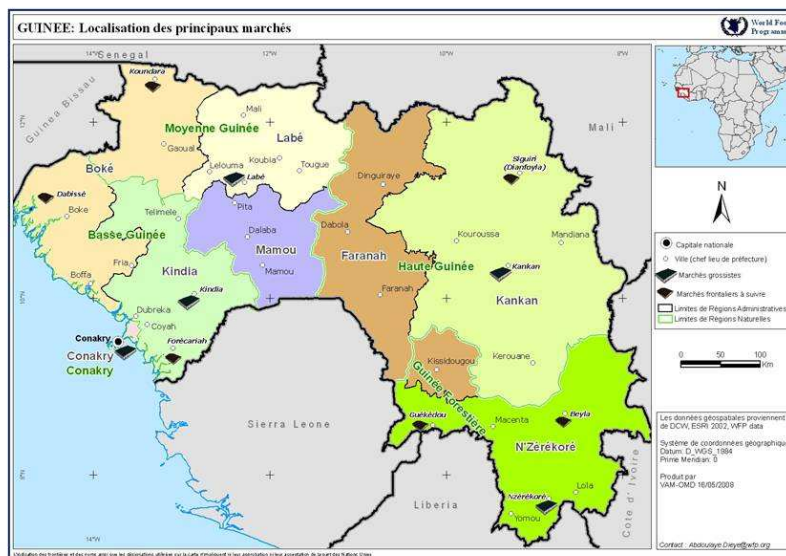 GUINEE: Localisation des principaux marchés
World Food
Programme
14°W
12°W
10°W
8°W
Senegal
Koundara
Guinea Bissau
Mali
Moyenne Guinée
Labé
Mali
12°N
Gaoual
Koubia
Lelouma
Tougue
Labé
Siguiri
(Dianfoyla)
Boké
Dinguiraye
Dabissé
Pita
Boke
Telimele
Dabola
Basse Guinée
Dalaba
Kouroussa
Mandiana
Mamou
Faranah
Haute Guinée
Fria
Kindia
Mamou
Kankan
Boffa
Kindia
Faranah
Kankan
Dubreka
Coyah
Conakry
Forécariah
Conakry
Conakry
Kissidougou
Kerouane
Guinée Forestière
Guékédou
Beyla
Macenta
Sierra Leone
N'Zérékoré
Lola
Nzérékoré
Liberia
Yomou
Cote d'Ivoire
14°W
N
Capitale nationale
Ville (chef lieu de préfecture)
Marchés grossistes
Marchés frontaliers à suivre
Limites de Régions Administratives
Limites de Régions Naturelles
0 50 100
Km
Les données géospatiales proviennent
de DCW, ESRI 2002, WFP data
Système de coordonnées géographique
Datum: D_WGS_1984
Prime Meridian: 0
Produit par
VAM-OMD 16/05/2008
Contact : Abdoulaye.Dieye@wfp.org